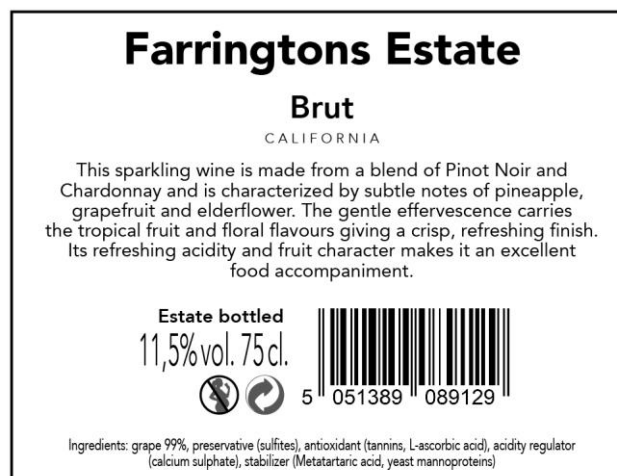 Farringtons Estate
Brut
CALIFORNIA
This sparkling wine is made from a blend of Pinot Noir and
Chardonnay and is characterized by subtle notes of pineapple,
grapefruit and elderflower. The gentle effervescence carries
the tropical fruit and floral flavours giving a crisp, refreshing finish.
Its refreshing acidity and fruit character makes it an excellent
food accompaniment.
Estate bottled
11,5% vol. 75 cl.
5 051389 089129
Ingredients: grape 99%, preservative (sulfites), antioxidant (tannins, L-ascorbic acid), acidity regulator
(calcium sulphate), stabilizer (Metatartaric acid, yeast mannoproteins)